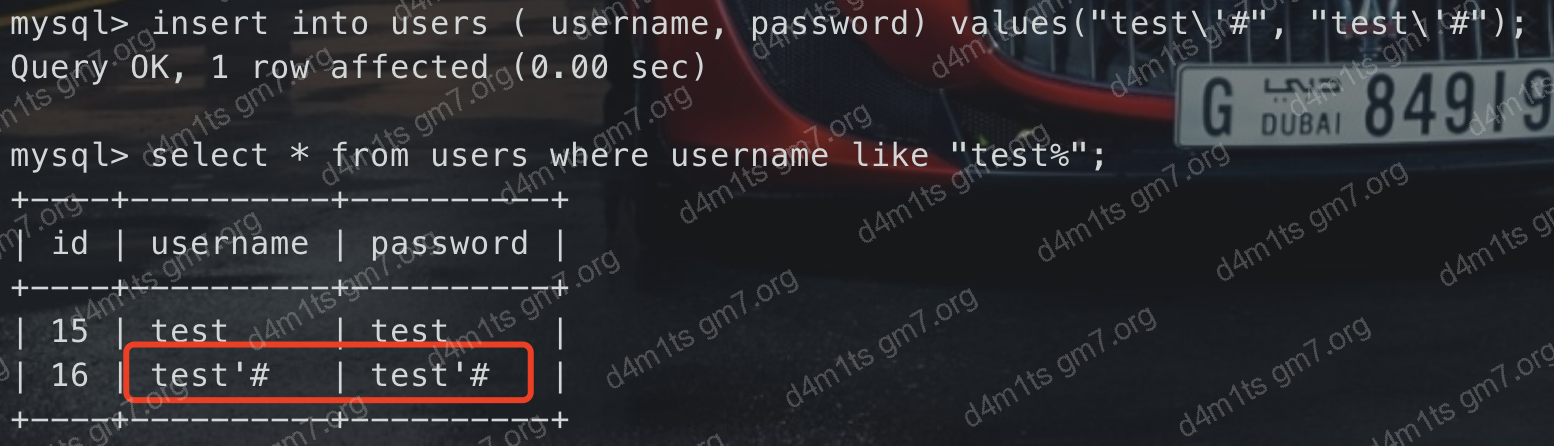 mysql> insert into users ( username, password) values("test\'#", "test\'#");
Query OK, 1 row affected (0.00 sec)
mysql> select * from users where username like "test%";
+----+----------+----------+
| id | username | password |
+----+----------+----------+
| 15 | test     | test     |
| 16 | test'#   | test'#   |
+----+----------+----------+
G DUBAI 84919
d4m1ts gm7.org